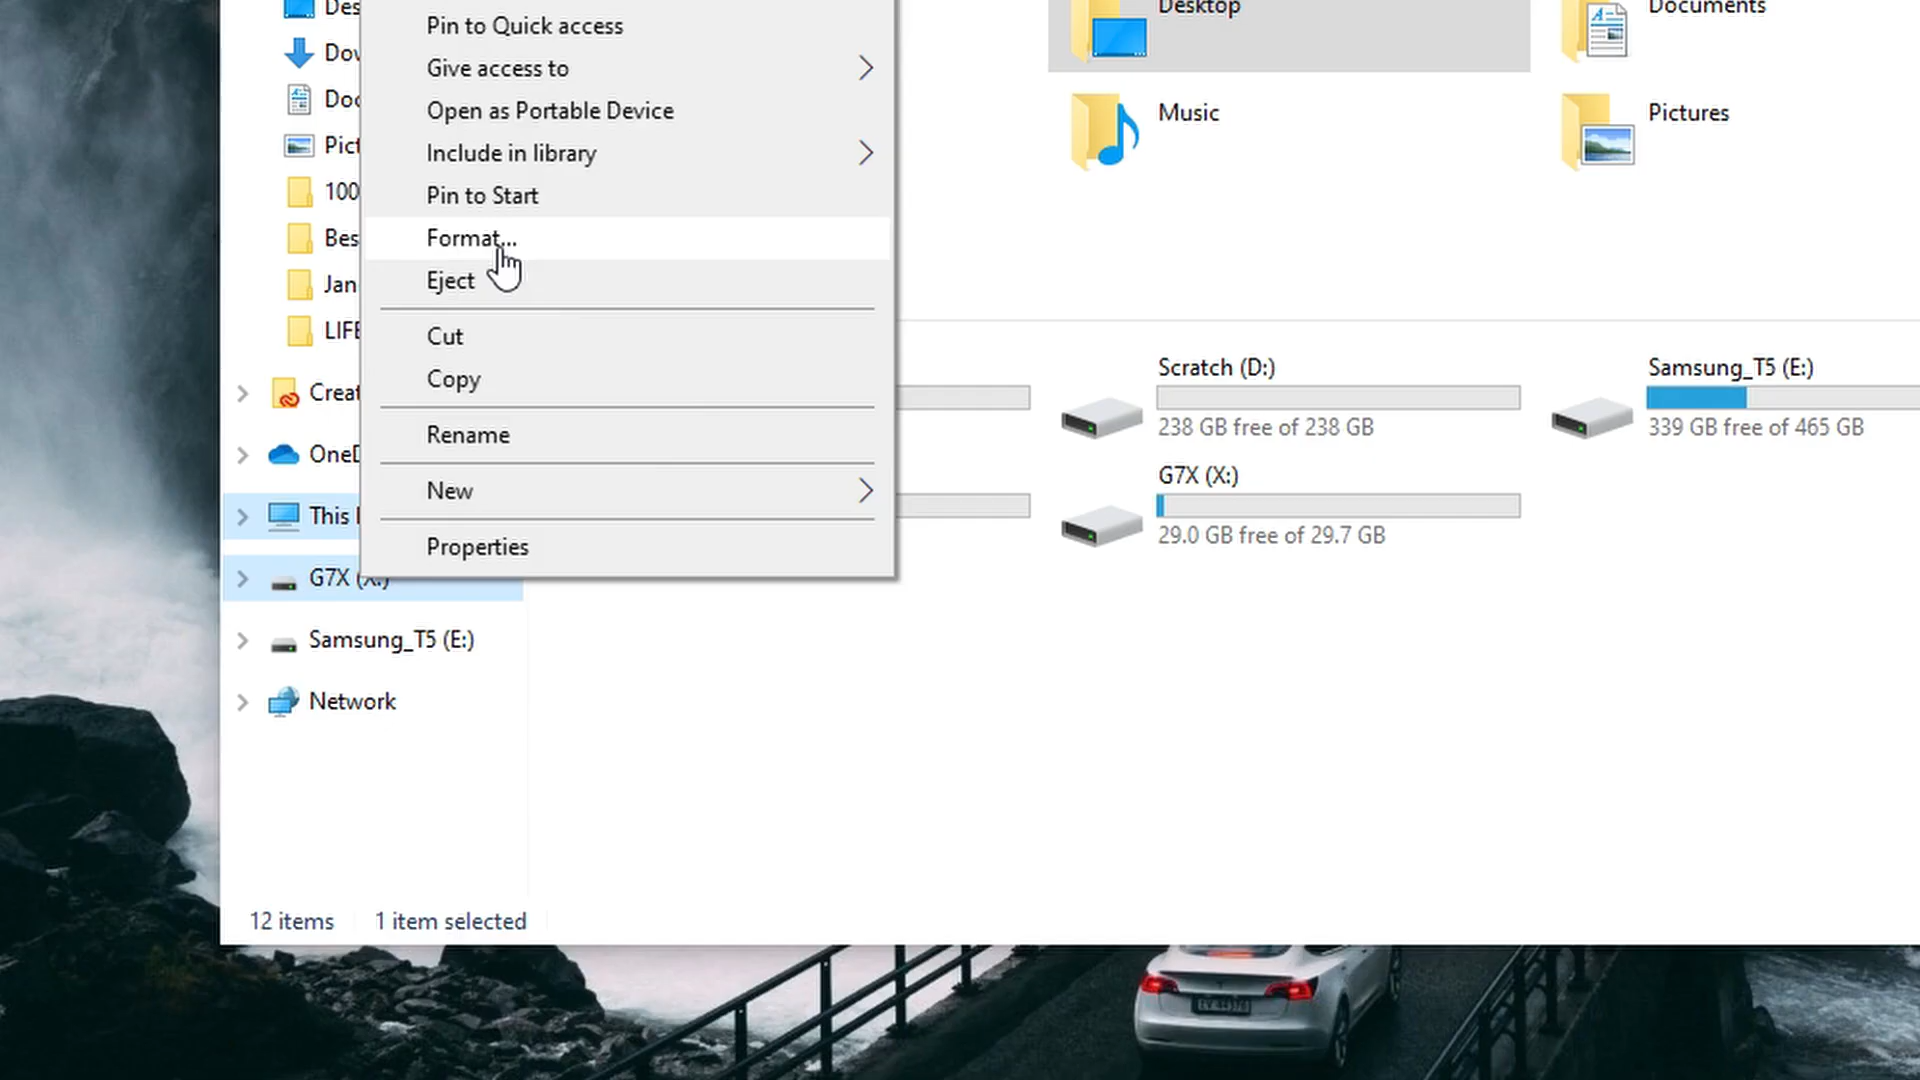 Des
Dow
Doc
Pict
100
Bes
Jan
LIFE
Creat
OneD
This
G7X (X:)
Samsung_T5 (E:)
Network
12 items
1 item selected
Pin to Quick access
Give access to
Open as Portable Device
Include in library
Pin to Start
Format...
Eject
Cut
Copy
Rename
New
Properties
Desktop
Documents
Music
Pictures
Scratch (D:)
238 GB free of 238 GB
Samsung_T5 (E:)
339 GB free of 465 GB
G7X (X:)
29.0 GB free of 29.7 GB